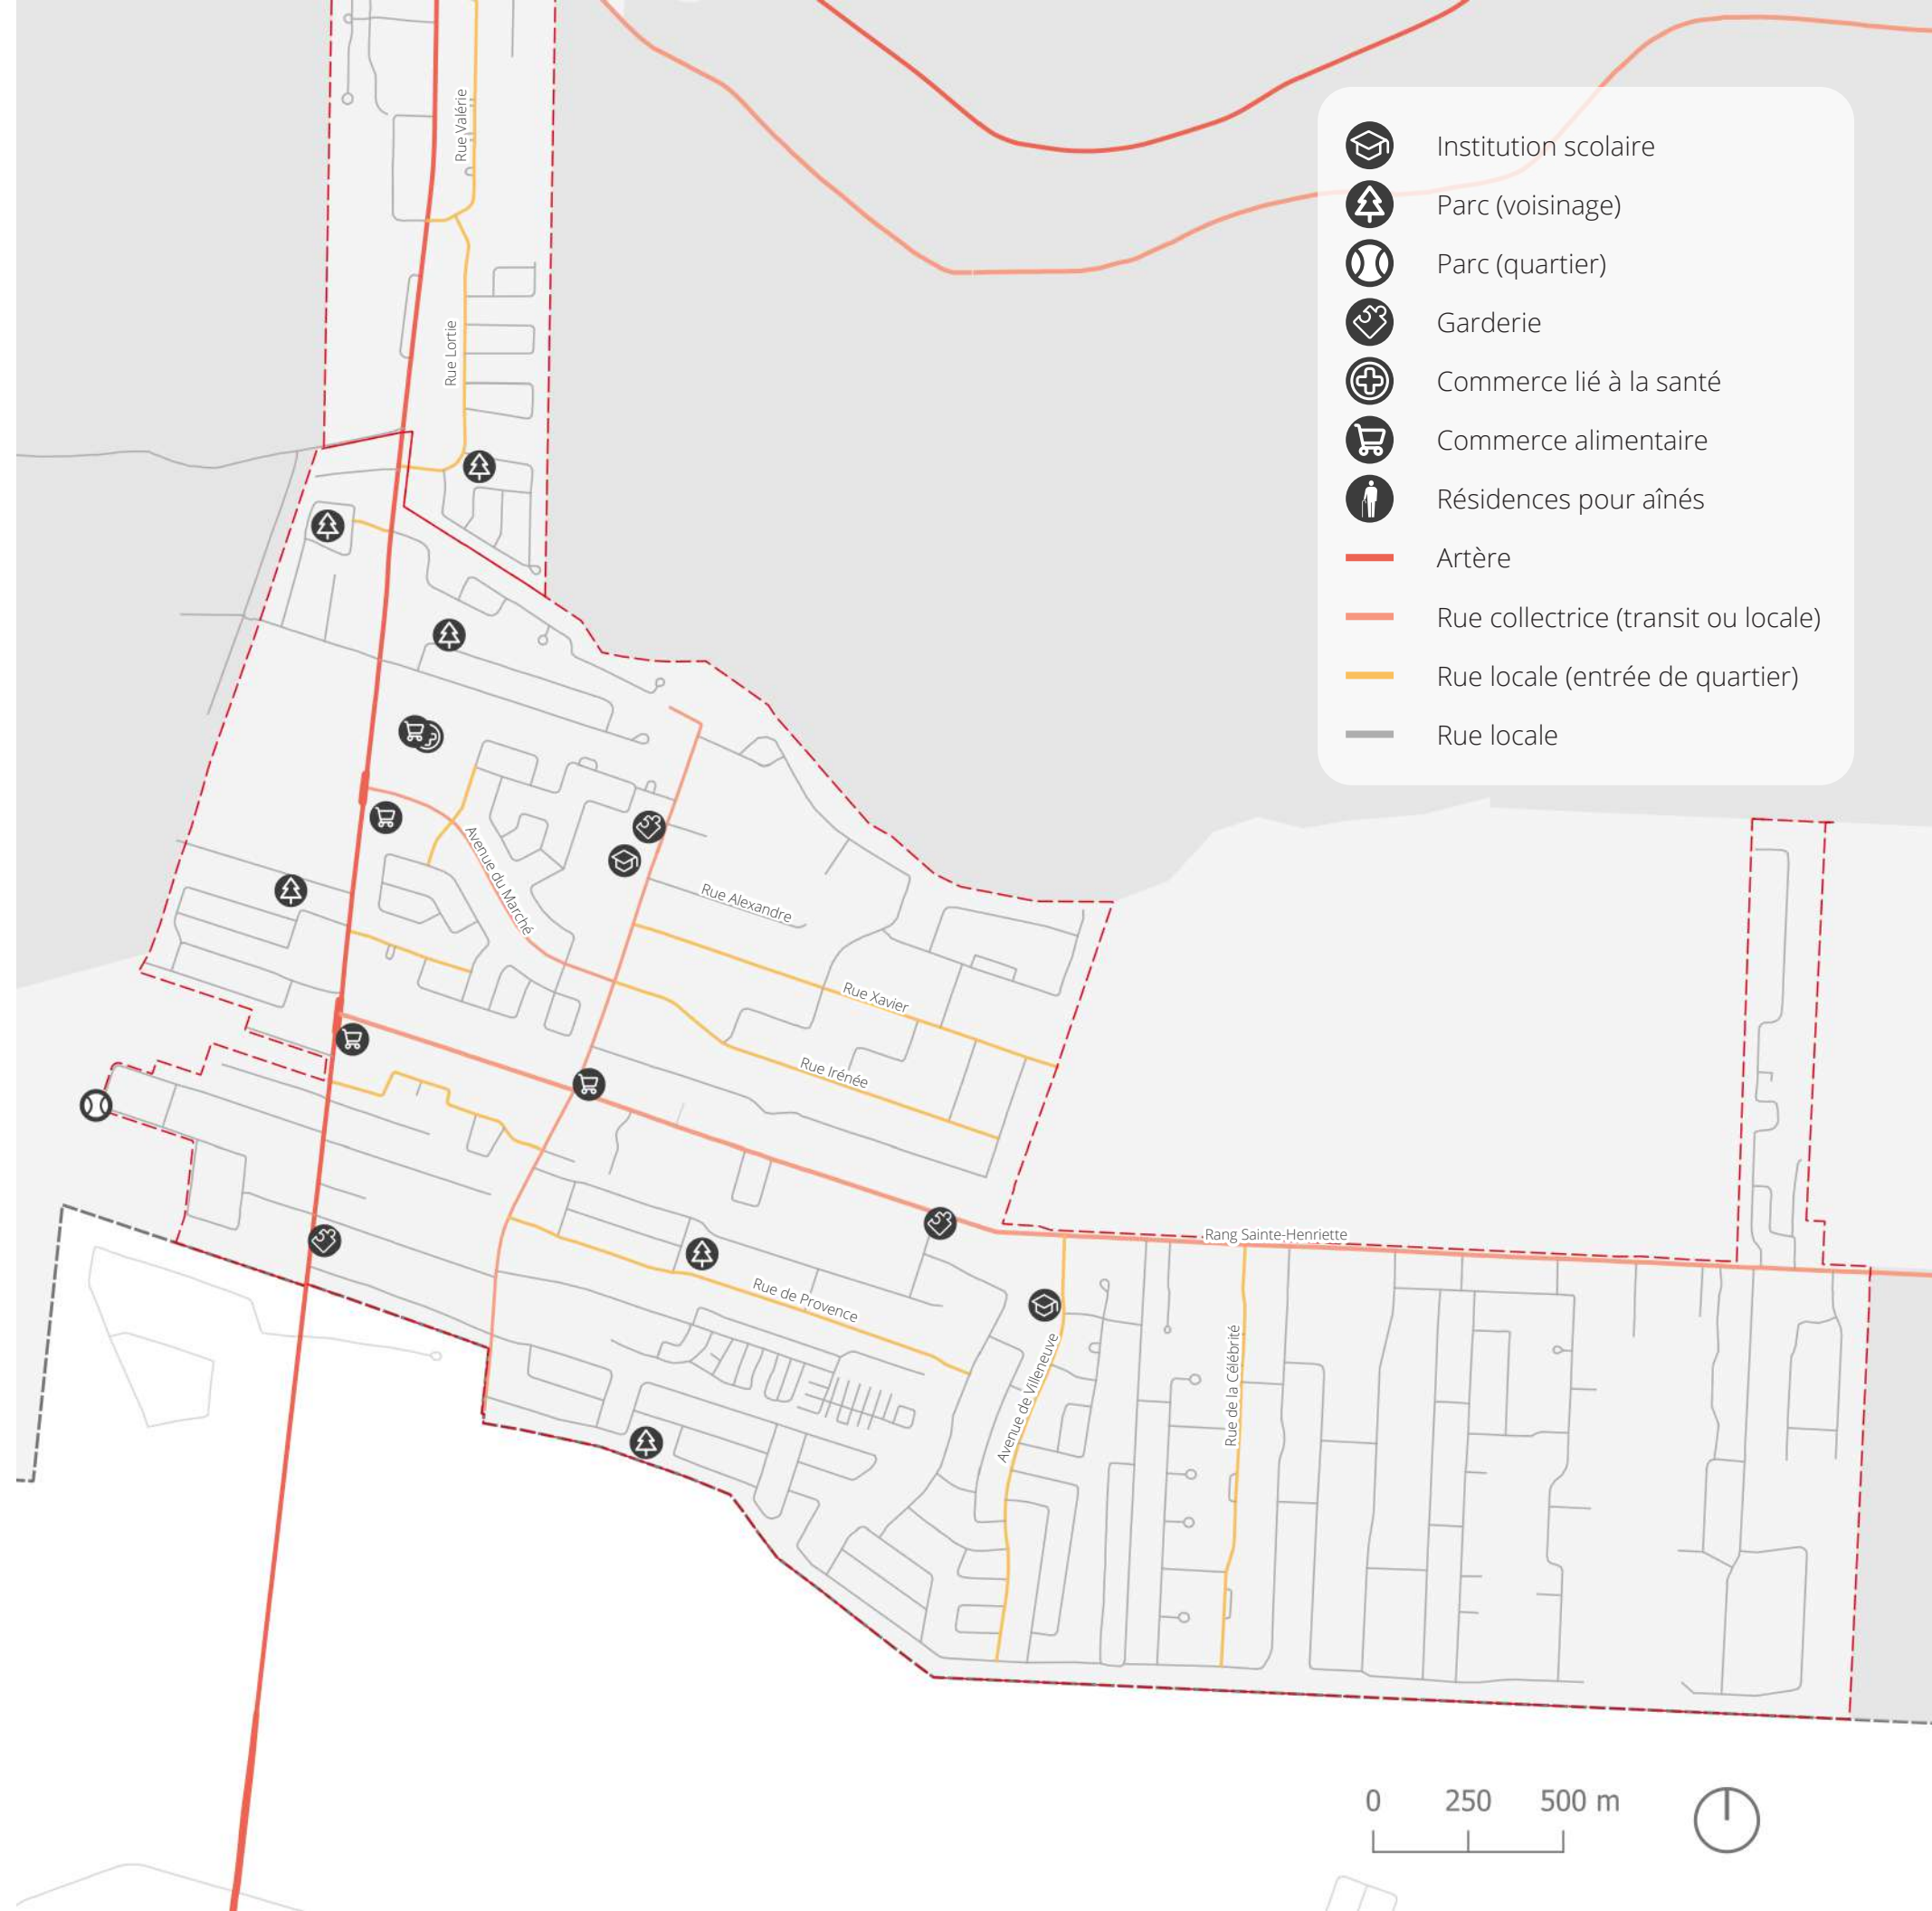 Rue Valérie
Institution scolaire
Parc (voisinage)
Parc (quartier)
Garderie
Rue Lortie
Commerce lié à la santé
Commerce alimentaire
Résidences pour aînés
Artère
Rue collectrice (transit ou locale)
Rue locale (entrée de quartier)
Rue locale
Avenue du Marché
Rue Alexandre
Rue Xavier
Rue Irénée
Rang Sainte-Henriette
Rue de Provence
Avenue de Villeneuve
Rue de la Célébrité
0 250 500 m